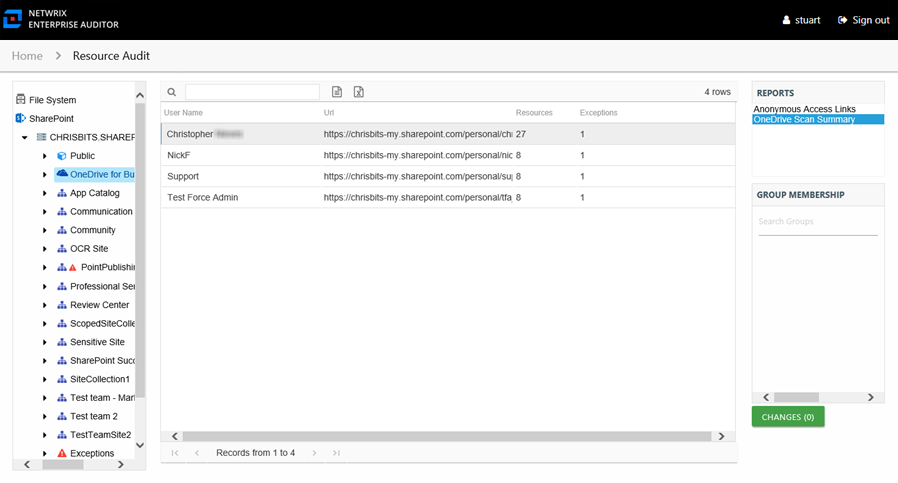 NETWRIX
ENTERPRISE AUDITOR
stuart
Sign out
Home > Resource Audit
File System
SharePoint
CHRISBITS.SHAREP
Public
OneDrive for Bu
App Catalog
Communication
Community
OCR Site
PointPublishi
Professional Ser
Review Center
ScopedSiteColle
Sensitive Site
SharePoint Succ
SiteCollection1
Test team - Mar
Test team 2
TestTeamSite2
Exceptions
4 rows
User Name Url Resources Exceptions
Christopher https://chrisbits-my.sharepoint.com/personal/chi 27 1
NickF https://chrisbits-my.sharepoint.com/personal/nic 8 1
Support https://chrisbits-my.sharepoint.com/personal/su 8 1
Test Force Admin https://chrisbits-my.sharepoint.com/personal/tfa 8 1
Records from 1 to 4
REPORTS
Anonymous Access Links
OneDrive Scan Summary
GROUP MEMBERSHIP
Search Groups
CHANGES (0)